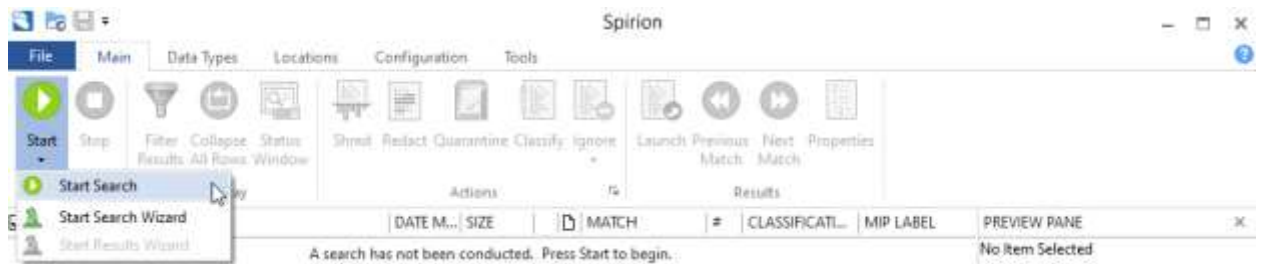 Spirion
File Main Data Types Locations Configuration Tools
Start Stop Filter Collapse Status Shred Redact Quarantine Classify Ignore Launch Previous Next Properties
Results All Rows Window Match Match
Start Search
Actions Results
Start Search Wizard
DATE M... SIZE MATCH # CLASSIFICATI... MIP LABEL PREVIEW PANE
Start Results Wizard
A search has not been conducted. Press Start to begin. No Item Selected